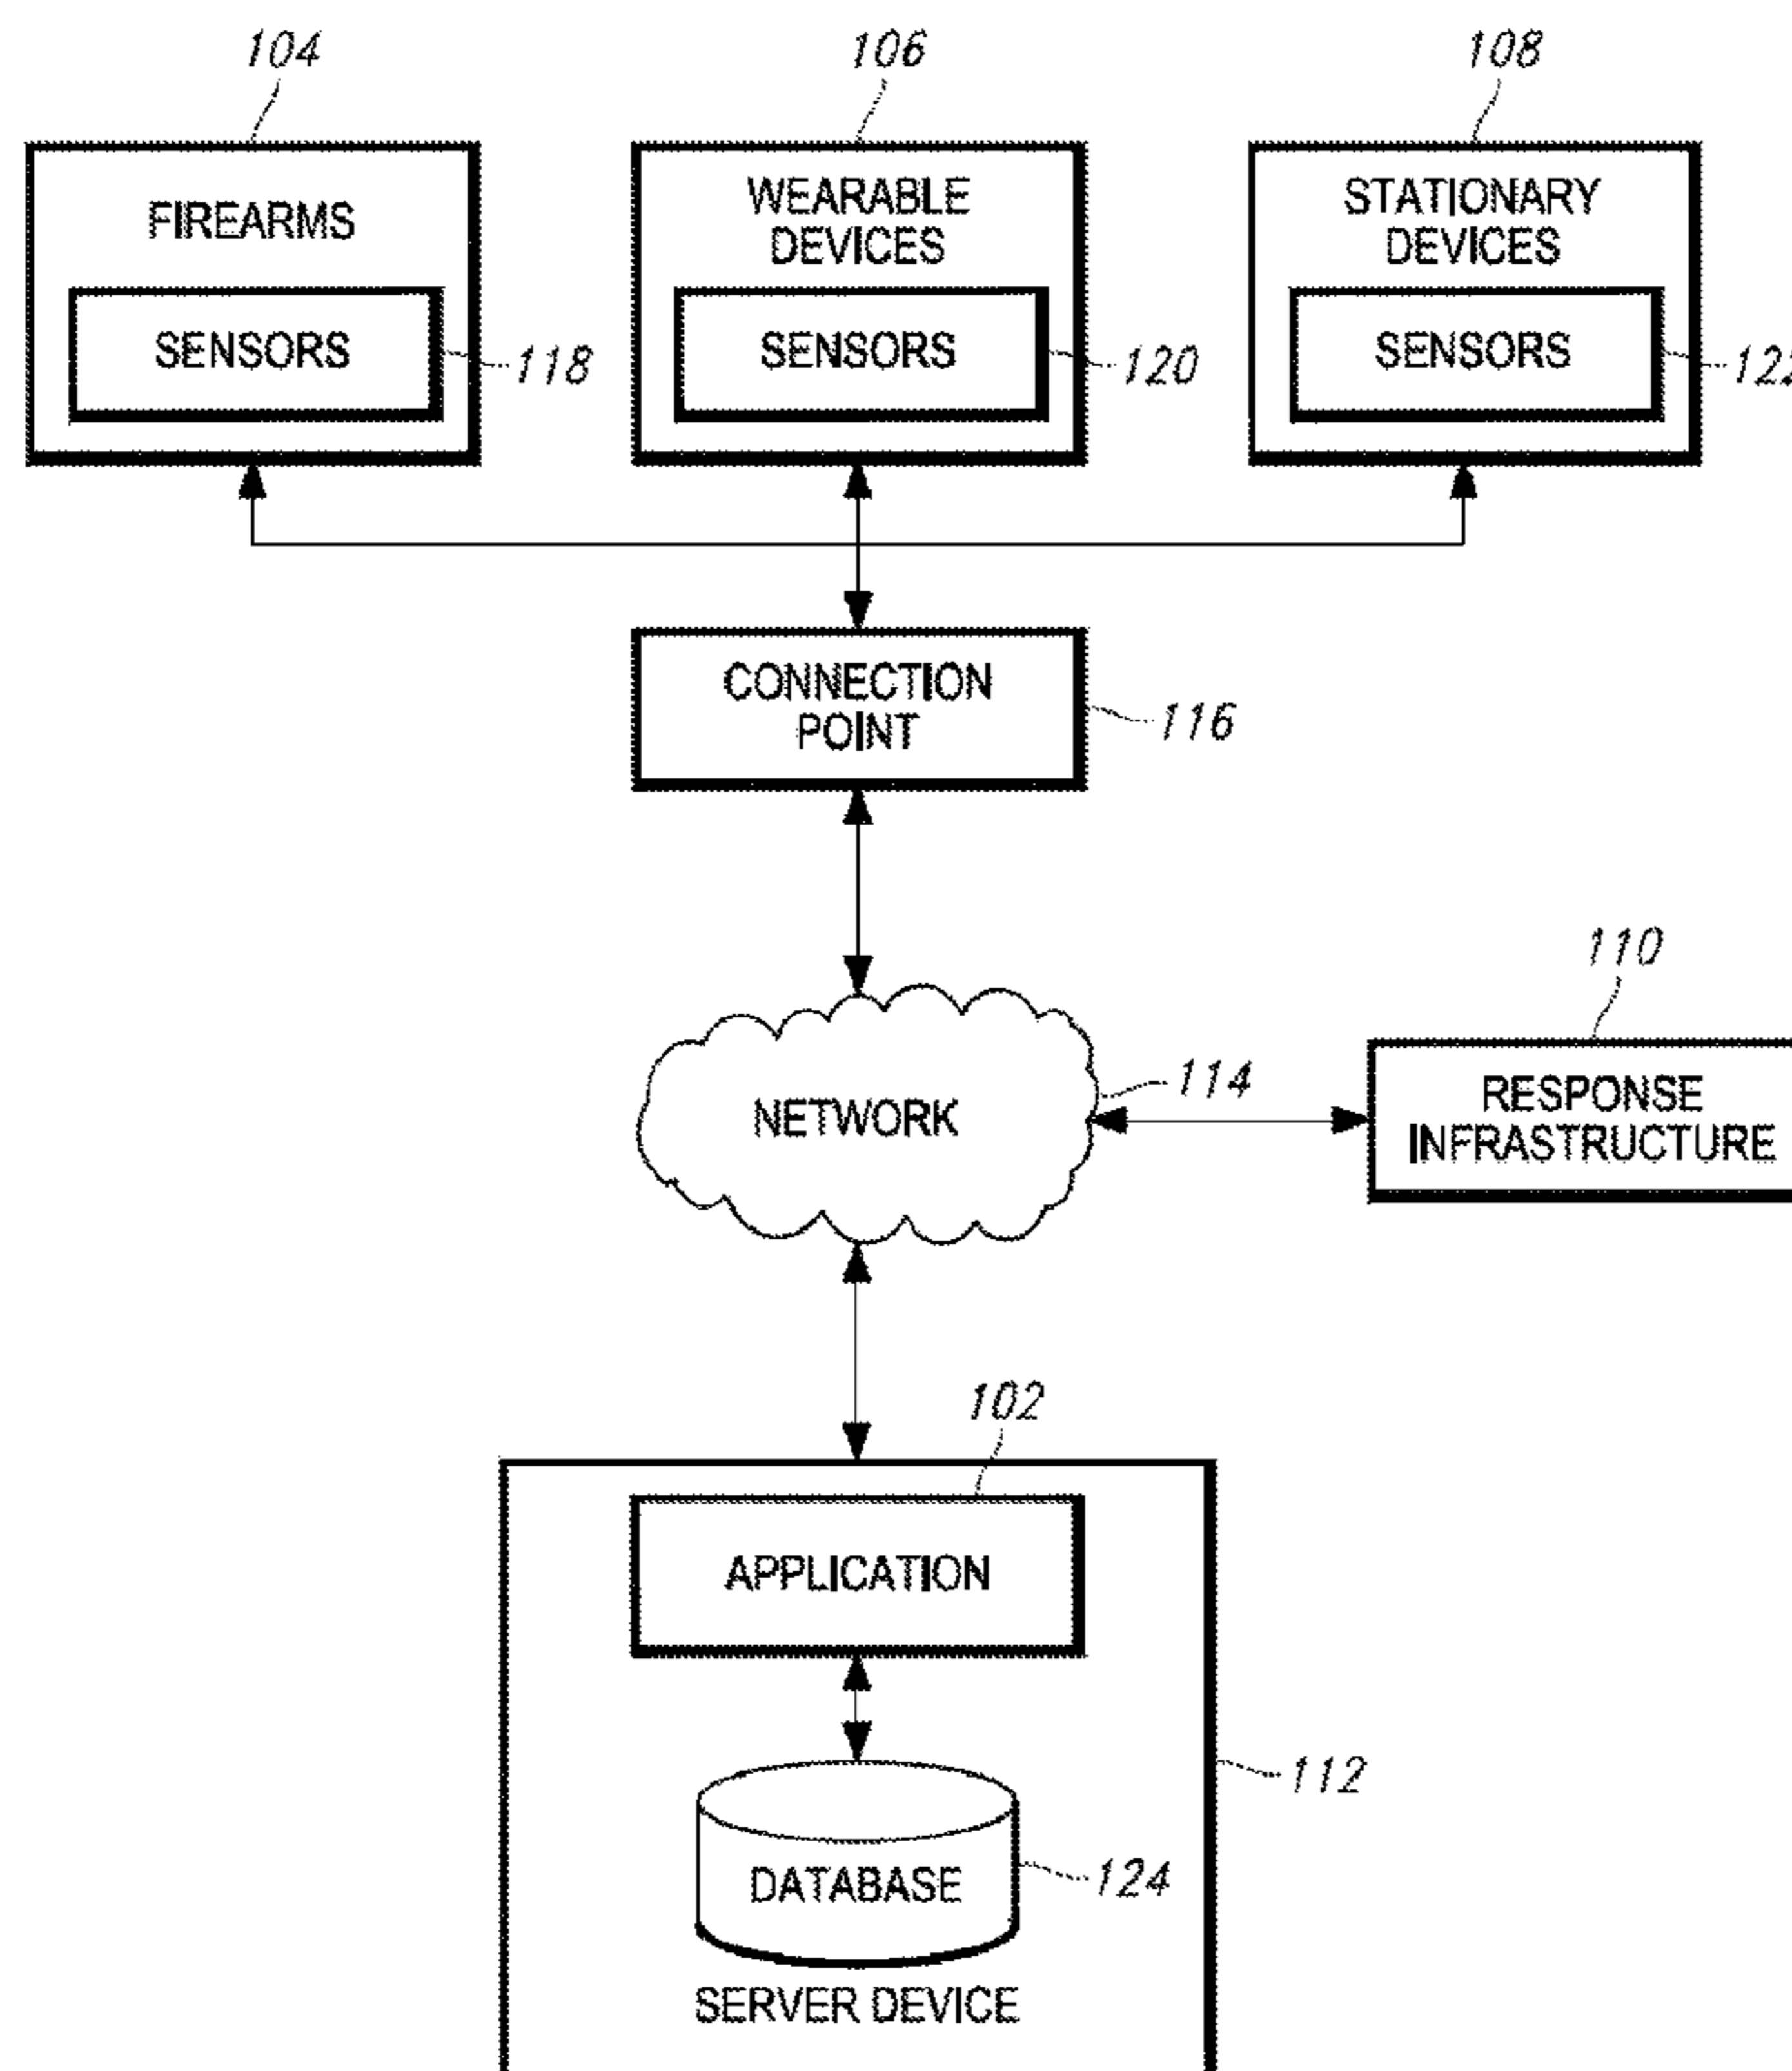 104
106
108
FIREARMS
WEARABLE
DEVICES
STATIONARY
DEVICES
SENSORS
118
SENSORS
120
SENSORS
122
CONNECTION
POINT
116
110
NETWORK
114
RESPONSE
INFRASTRUCTURE
102
APPLICATION
112
DATABASE
124
SERVER DEVICE